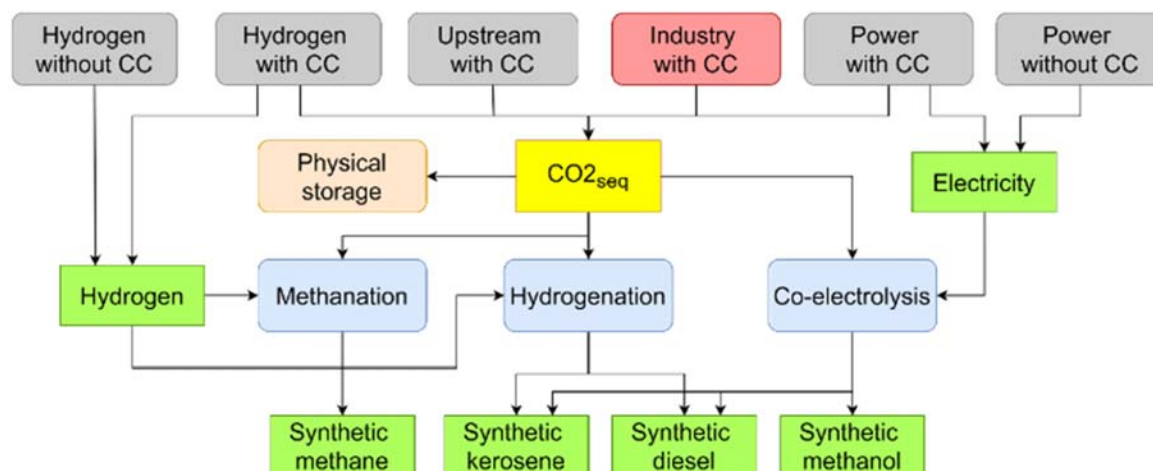 Hydrogen
without CC
Hydrogen
with CC
Upstream
with CC
Industry
with CC
Power
with CC
Power
without CC
Physical
storage
CO2seq
Electricity
Hydrogen
Methanation
Hydrogenation
Co-electrolysis
Synthetic
methane
Synthetic
kerosene
Synthetic
diesel
Synthetic
methanol